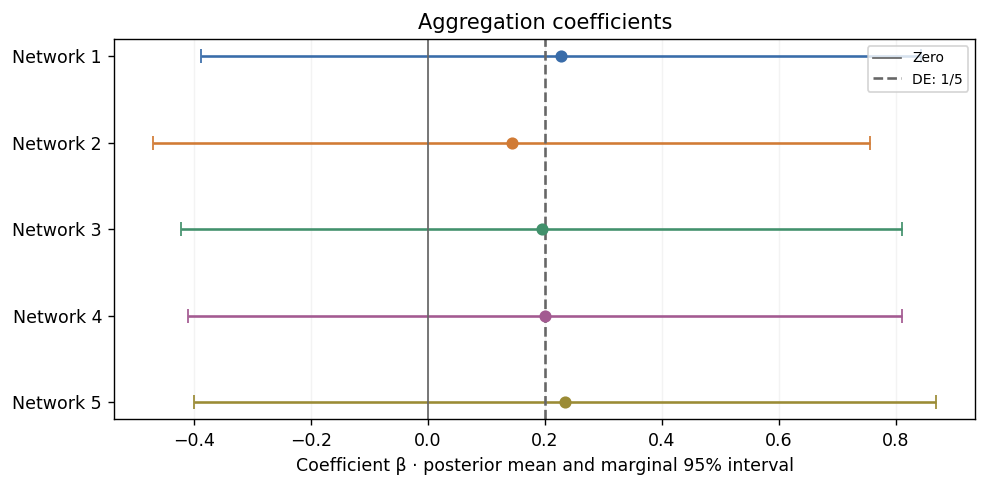 Aggregation coefficients
Network 1
Network 2
Network 3
Network 4
Network 5
Zero
DE: 1/5
−0.4 −0.2 0.0 0.2 0.4 0.6 0.8
Coefficient β · posterior mean and marginal 95% interval